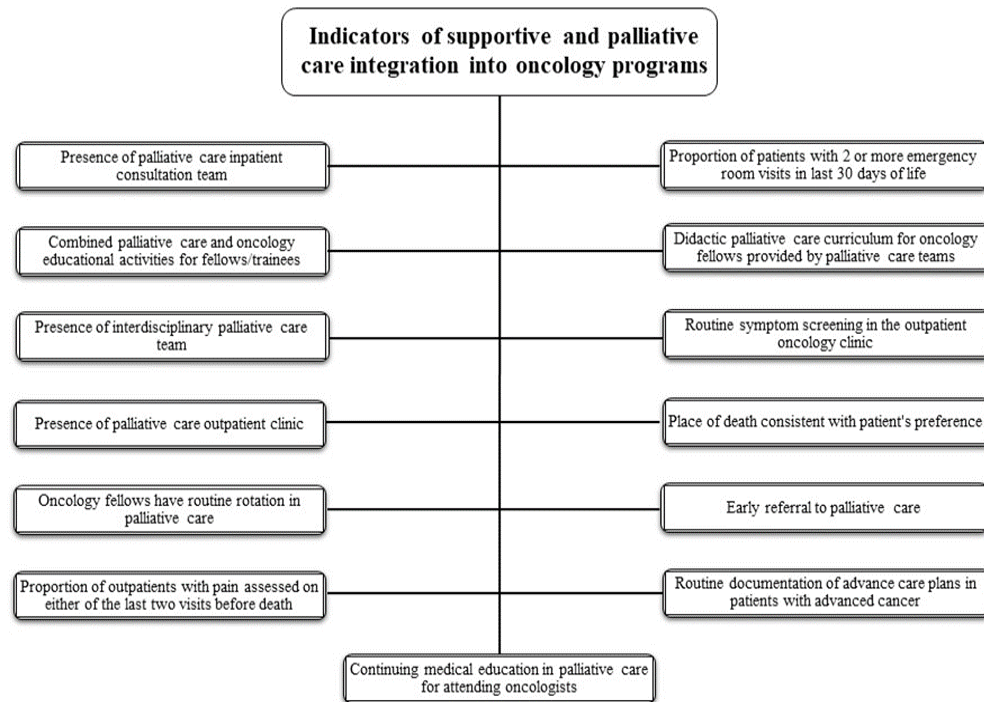 Indicators of supportive and palliative
care integration into oncology programs
Presence of palliative care inpatient
consultation team
Proportion of patients with 2 or more emergency
room visits in last 30 days of life
Combined palliative care and oncology
educational activities for fellows/trainees
Didactic palliative care curriculum for oncology
fellows provided by palliative care teams
Presence of interdisciplinary palliative care
team
Routine symptom screening in the outpatient
oncology clinic
Presence of palliative care outpatient clinic
Place of death consistent with patient's preference
Oncology fellows have routine rotation in
palliative care
Early referral to palliative care
Proportion of outpatients with pain assessed on
either of the last two visits before death
Routine documentation of advance care plans in
patients with advanced cancer
Continuing medical education in palliative care
for attending oncologists